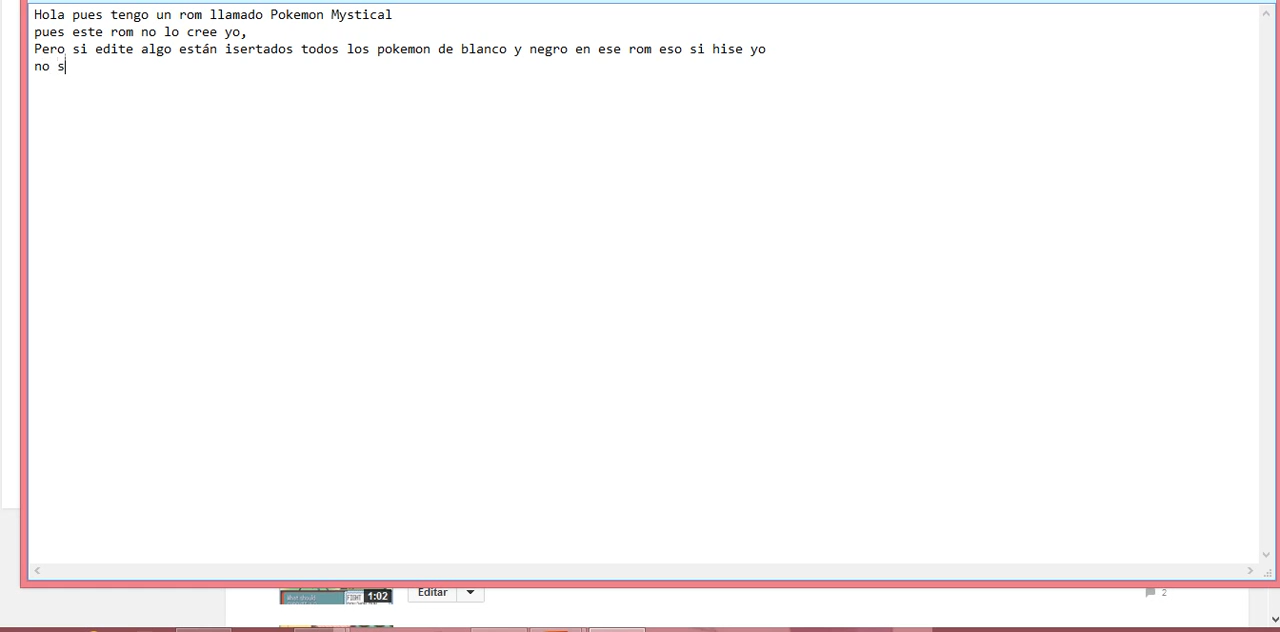 Hola pues tengo un rom llamado Pokemon Mystical
pues este rom no lo cree yo,
Pero si edite algo están isertados todos los pokemon de blanco y negro en ese rom eso si hise yo
no s
1:02
Editar
2